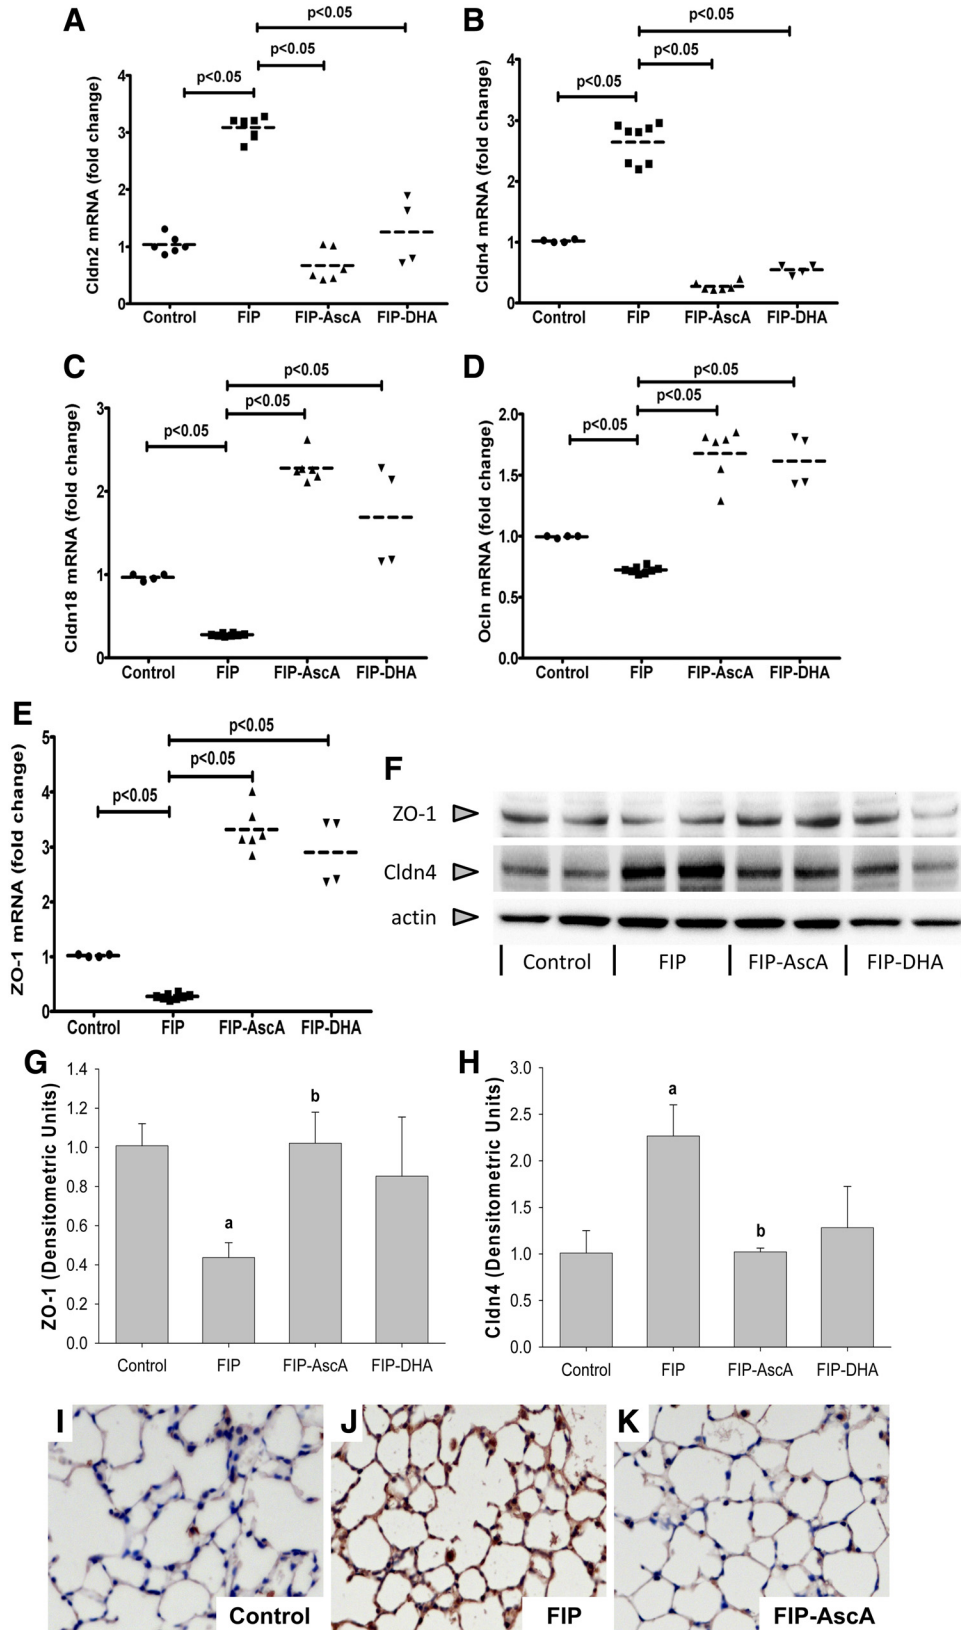 A
p<0.05
p<0.05
p<0.05
Cldn2 mRNA (fold change)
4
3
2
1
0
Control FIP FIP-AscA FIP-DHA
B
p<0.05
p<0.05
p<0.05
Cldn4 mRNA (fold change)
4
3
2
1
0
Control FIP FIP-AscA FIP-DHA
C
p<0.05
p<0.05
p<0.05
Cldn18 mRNA (fold change)
3
2
1
0
Control FIP FIP-AscA FIP-DHA
D
p<0.05
p<0.05
p<0.05
Ocln mRNA (fold change)
2.0
1.5
1.0
0.5
0.0
Control FIP FIP-AscA FIP-DHA
E
p<0.05
p<0.05
p<0.05
ZO-1 mRNA (fold change)
5
4
3
2
1
0
Control FIP FIP-AscA FIP-DHA
F
ZO-1
Cldn4
actin
Control FIP FIP-AscA FIP-DHA
G
ZO-1 (Densitometric Units)
1.4
1.2
1.0
0.8
0.6
0.4
0.2
0.0
a
b
Control FIP FIP-AscA FIP-DHA
H
Cldn4 (Densitometric Units)
3.0
2.5
2.0
1.5
1.0
0.5
0.0
a
b
Control FIP FIP-AscA FIP-DHA
I
Control
J
FIP
K
FIP-AscA